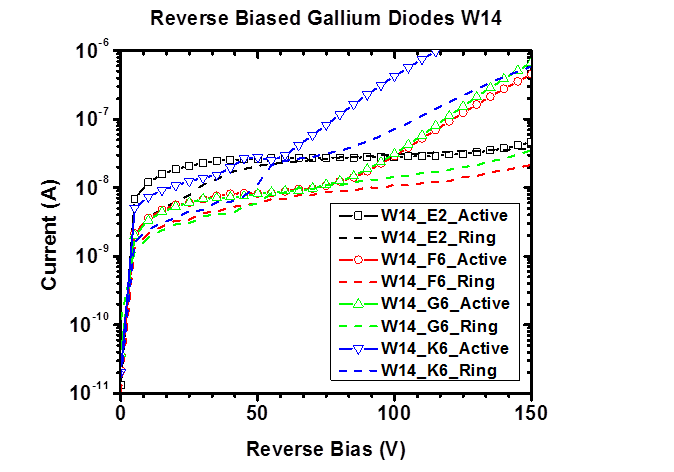 Reverse Biased Gallium Diodes W14
Current (A)
10^-6
10^-7
10^-8
10^-9
10^-10
10^-11
W14_E2_Active
W14_E2_Ring
W14_F6_Active
W14_F6_Ring
W14_G6_Active
W14_G6_Ring
W14_K6_Active
W14_K6_Ring
0 50 100 150
Reverse Bias (V)